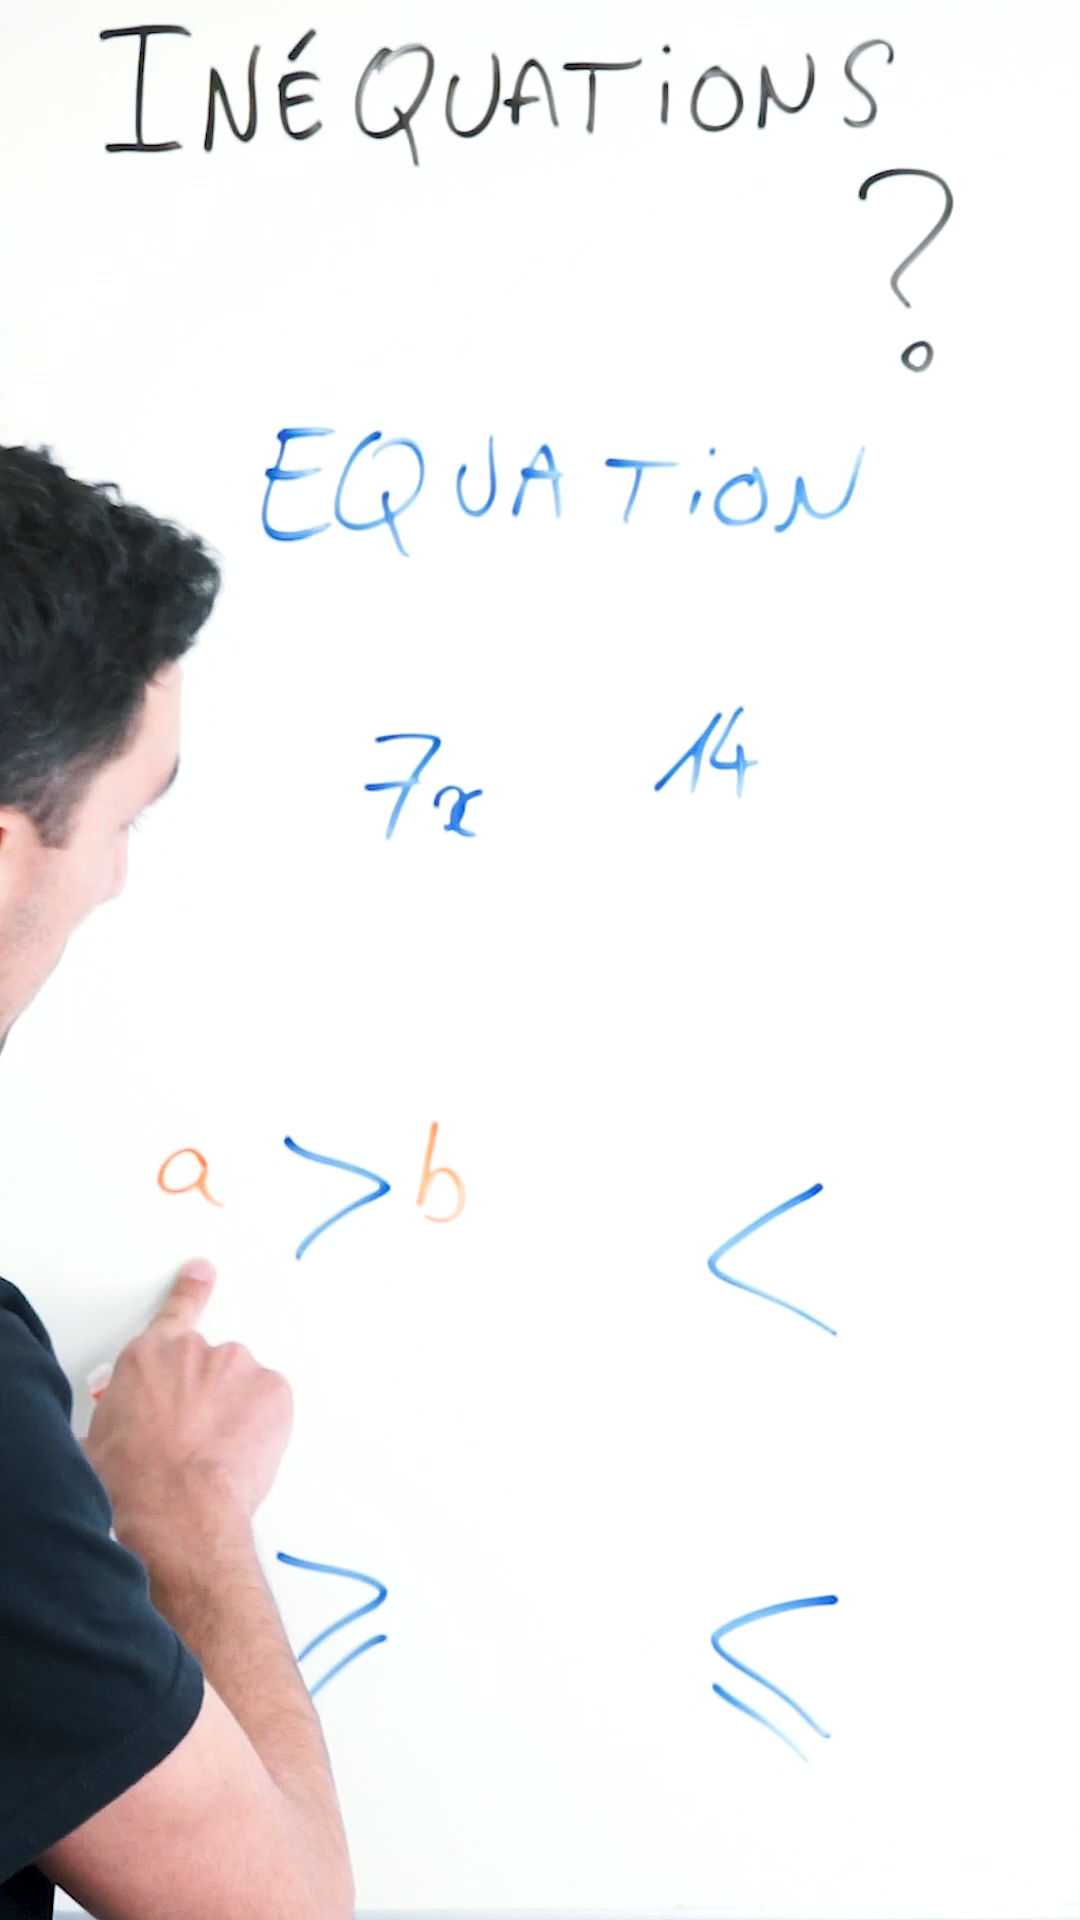 INÉQUATIONS
?
EQUATION
7x 14
a > b <
⩾ ⩽